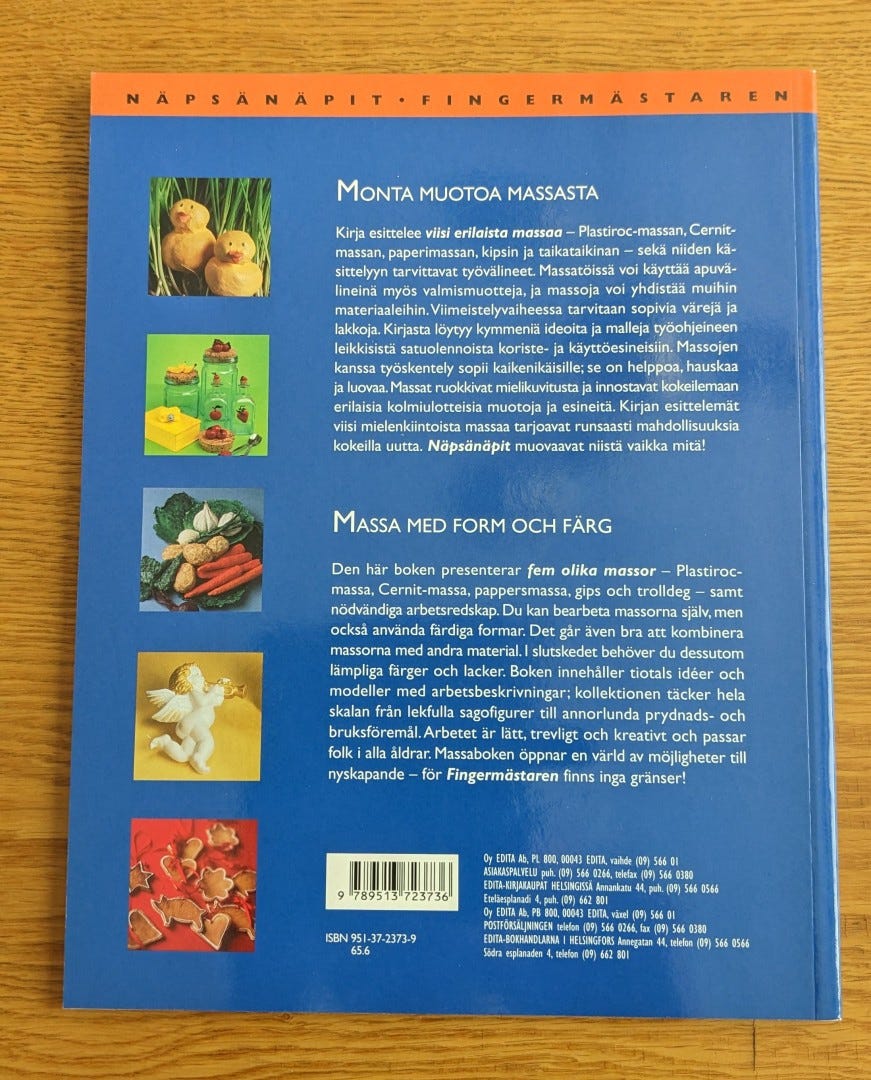 NÄPSÄNÄPIT • FINGERMÄSTAREN
MONTA MUOTOA MASSASTA
Kirja esittelee viisi erilaista massaa – Plastiroc-massan, Cernit-
massan, paperimassan, kipsin ja taikataikinan – sekä niiden kä-
sittelyyn tarvittavat työvälineet. Massatöissä voi käyttää apuvä-
lineinä myös valmismuotteja, ja massoja voi yhdistää muihin
materiaaleihin. Viimeistelyvaiheessa tarvitaan sopivia värejä ja
lakkoja. Kirjasta löytyy kymmeniä ideoita ja malleja työohjeineen
leikkisistä satuolennoista koriste- ja käyttöesineisiin. Massojen
kanssa työskentely sopii kaikenikäisille; se on helppoa, hauskaa
ja luovaa. Massat ruokkivat mielikuvitusta ja innostavat kokeilemaan
erilaisia kolmiulotteisia muotoja ja esineitä. Kirjan esittelemät
viisi mielenkiintoista massaa tarjoavat runsaasti mahdollisuuksia
kokeilla uutta. Näpsänäpit muovaavat niistä vaikka mitä!
MASSA MED FORM OCH FÄRG
Den här boken presenterar fem olika massor – Plastiroc-
massa, Cernit-massa, pappersmassa, gips och trolldeg – samt
nödvändiga arbetsredskap. Du kan bearbeta massorna själv, men
också använda färdiga formar. Det går även bra att kombinera
massorna med andra material. I slutskedet behöver du dessutom
lämpliga färger och lacker. Boken innehåller tiotals idéer och
modeller med arbetsbeskrivningar; kollektionen täcker hela
skalan från lekfulla sagofigurer till annorlunda prydnads- och
bruksföremål. Arbetet är lätt, trevligt och kreativt och passar
folk i alla åldrar. Massaboken öppnar en värld av möjligheter till
nyskapande – för Fingermästaren finns inga gränser!
9 789513 723736
ISBN 951-37-2373-9
65.6
Oy EDITA Ab, PL 800, 00043 EDITA, vaihde (09) 566 01
ASIAKASPALVELU puh. (09) 566 0266, telefax (09) 566 0380
EDITA-KIRJAKAUPAT HELSINGISSÄ Annankatu 44, puh. (09) 566 0566
Eteläesplanadi 4, puh. (09) 662 801
Oy EDITA Ab, PB 800, 00043 EDITA, växel (09) 566 01
POSTFÖRSÄLJNINGEN telefon (09) 566 0266, fax (09) 566 0380
EDITA-BOKHANDLARNA I HELSINGFORS Annegatan 44, telefon (09) 566 0566
Södra esplanaden 4, telefon (09) 662 801